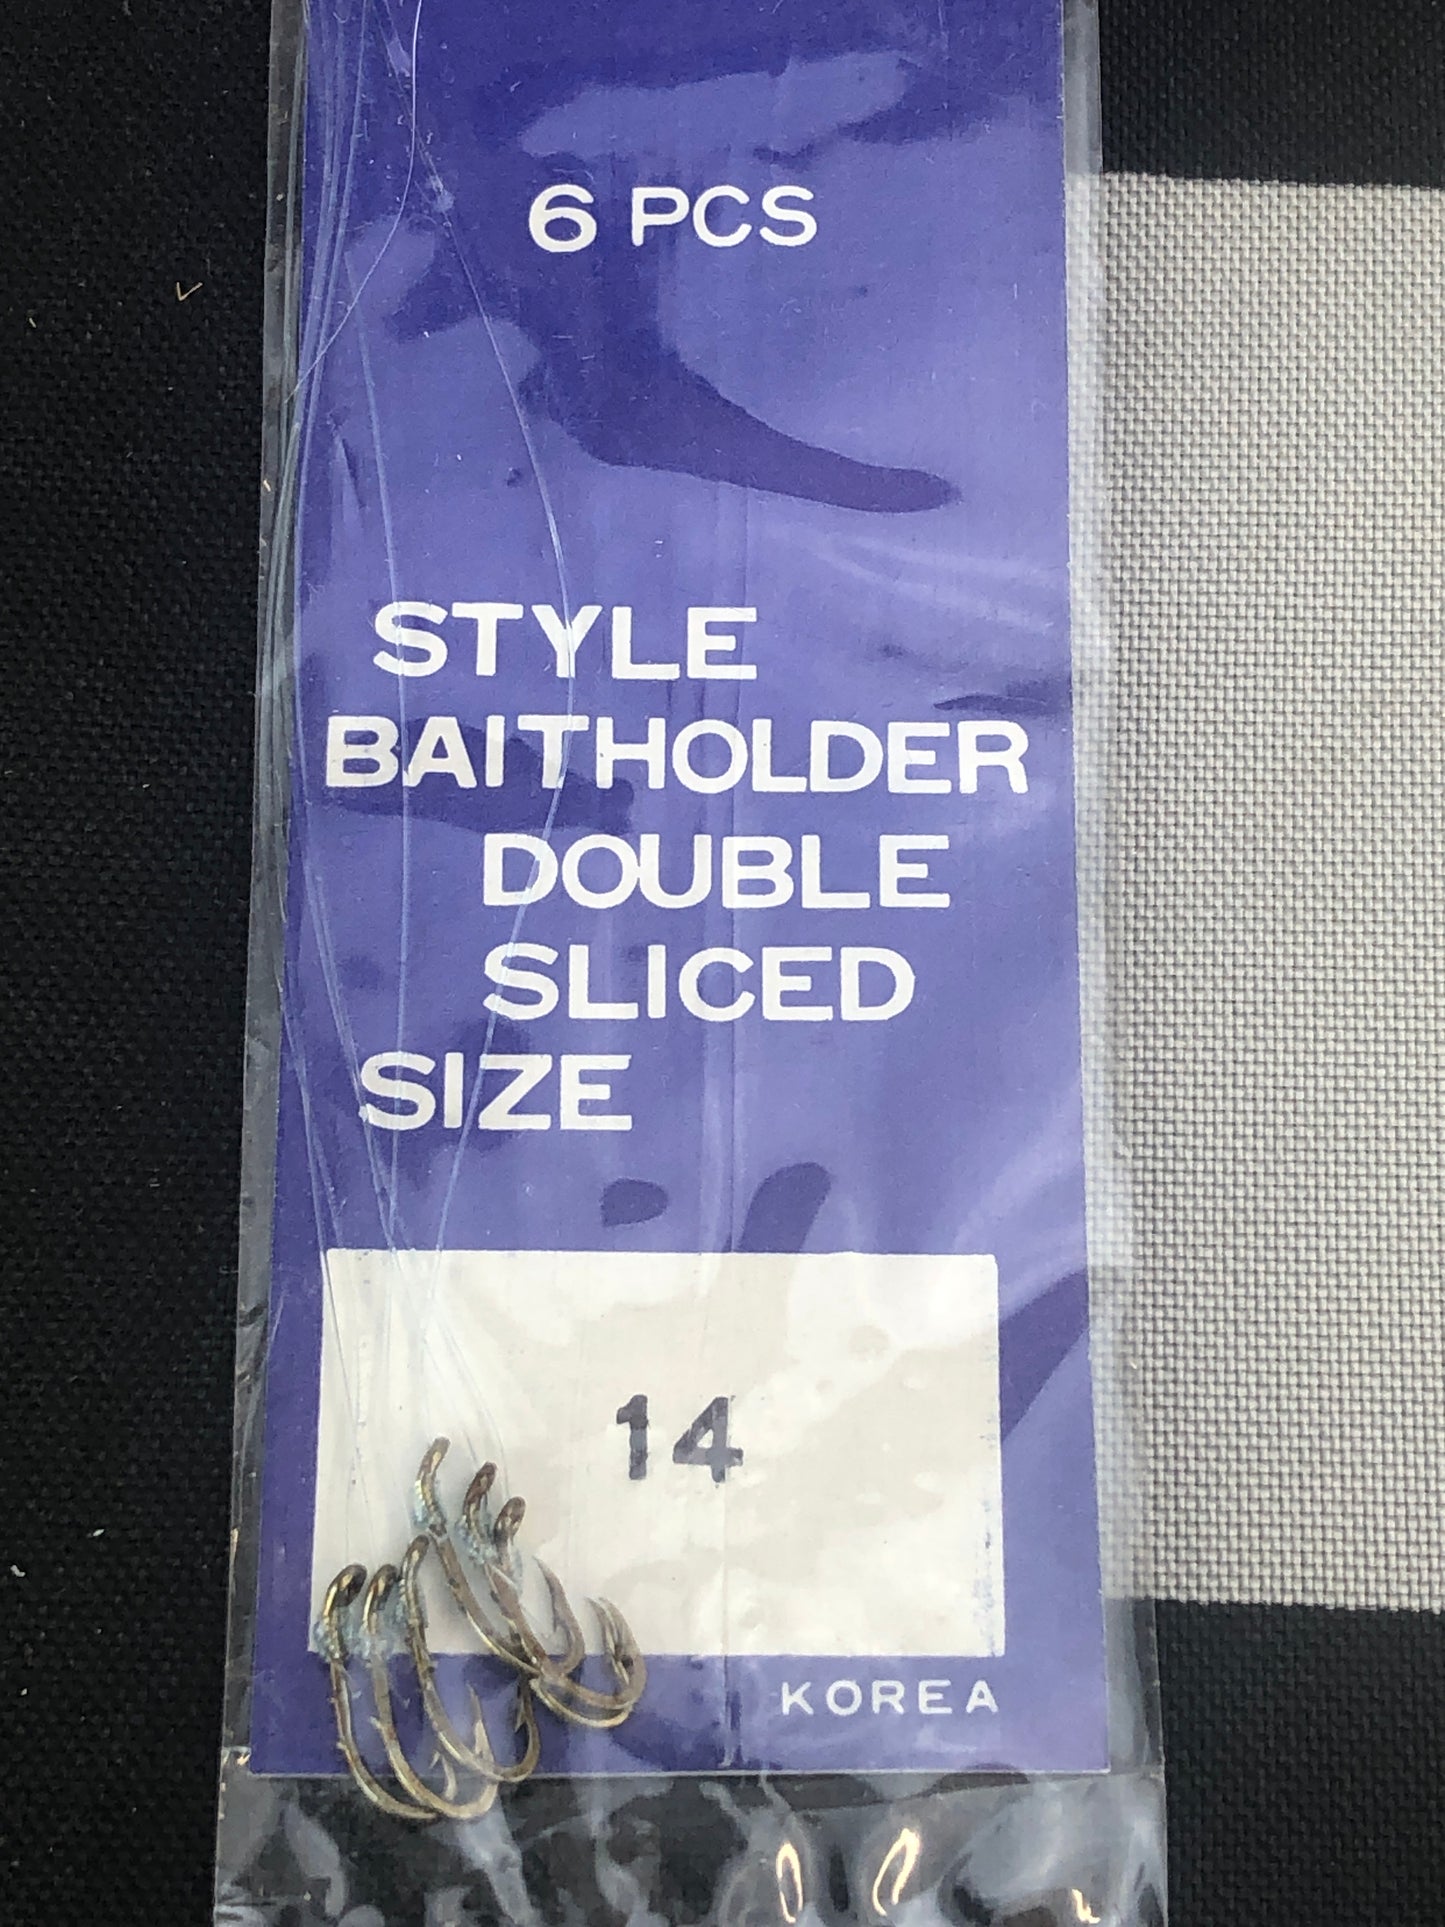 6 PCS
STYLE
BAITHOLDER
DOUBLE
SLICED
SIZE
14
KOREA